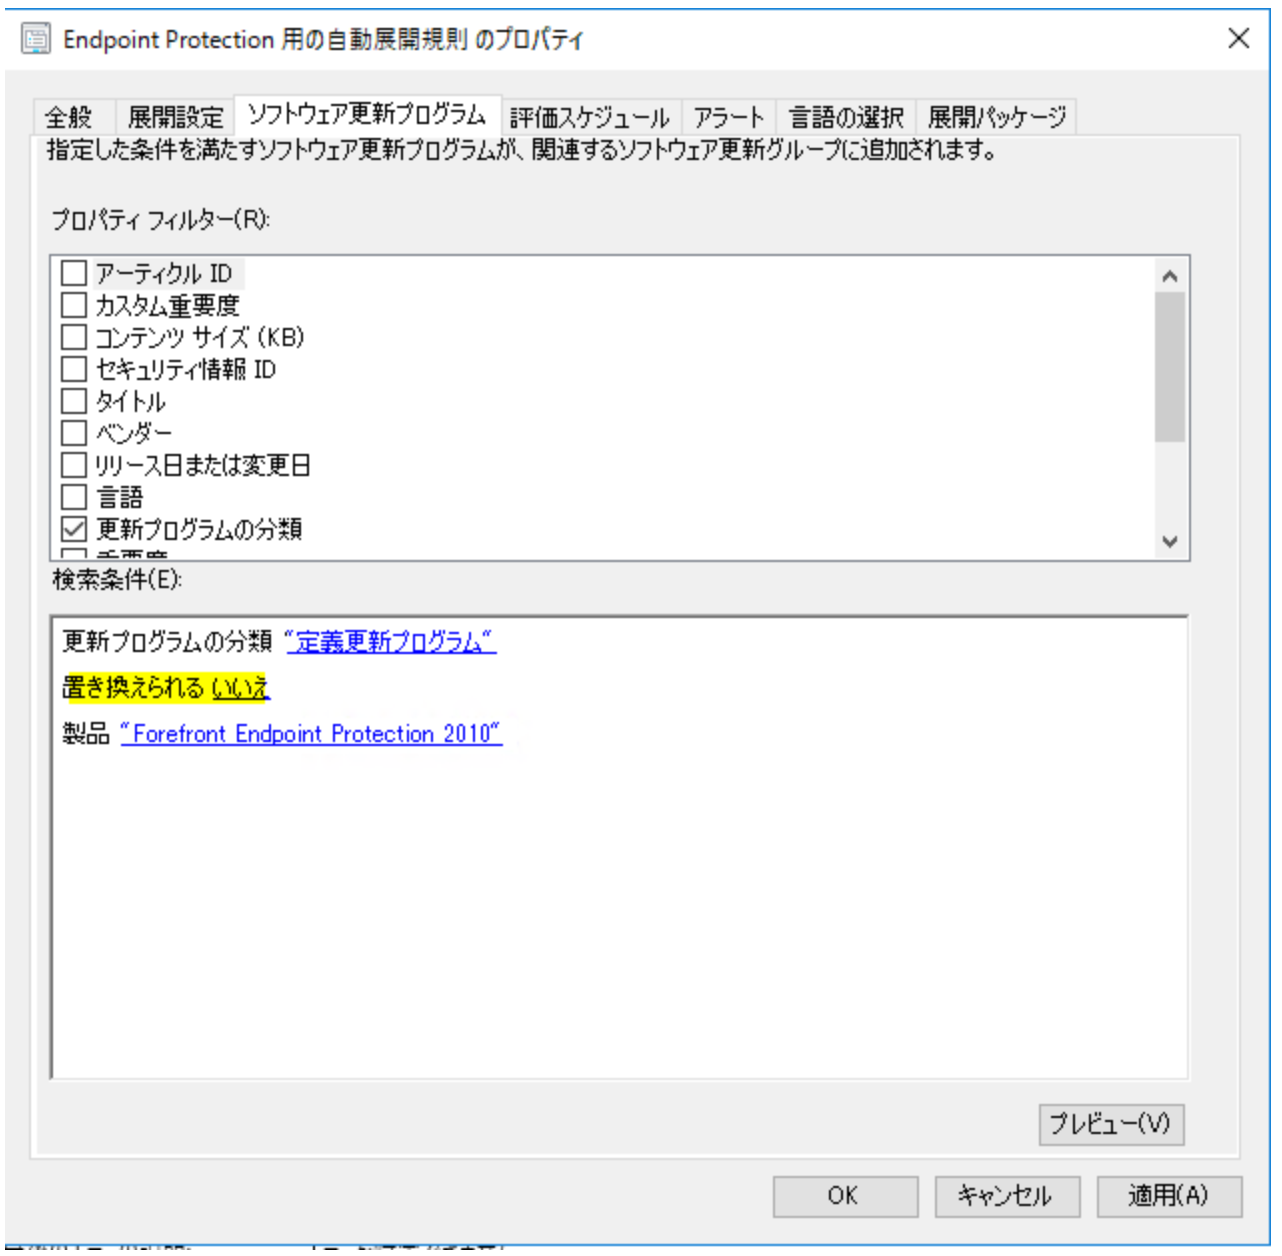 Endpoint Protection 用の自動展開規則 のプロパティ
全般 展開設定 ソフトウェア更新プログラム 評価スケジュール アラート 言語の選択 展開パッケージ
指定した条件を満たすソフトウェア更新プログラムが、関連するソフトウェア更新グループに追加されます。
プロパティ フィルター(R):
アーティクル ID
カスタム重要度
コンテンツ サイズ (KB)
セキュリティ情報 ID
タイトル
ベンダー
リリース日または変更日
言語
更新プログラムの分類
重要度
検索条件(E):
更新プログラムの分類 "定義更新プログラム"
置き換えられる いいえ
製品 "Forefront Endpoint Protection 2010"
プレビュー(V)
OK キャンセル 適用(A)